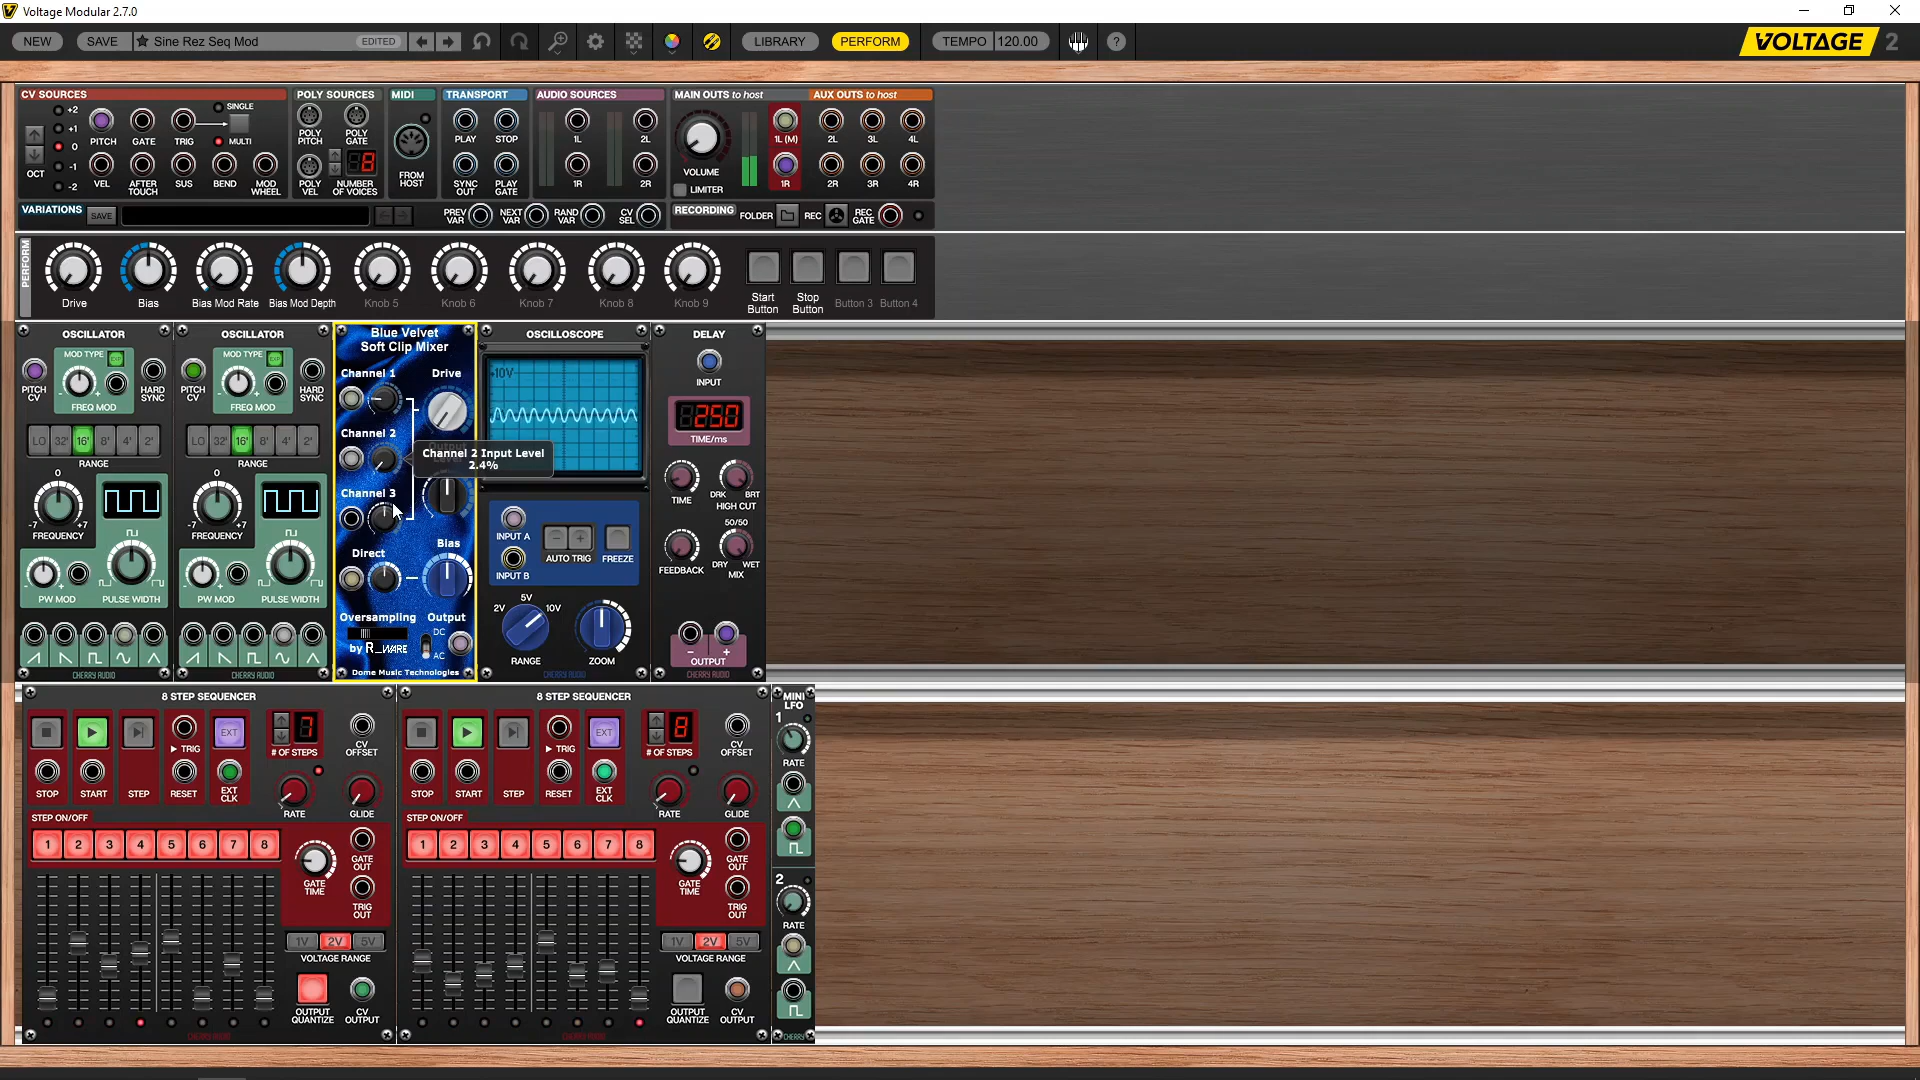 Voltage Modular 2.7.0
NEW SAVE Sine Rez Seq Mod EDITED LIBRARY PERFORM TEMPO 120.00 ? VOLTAGE 2
CV SOURCES POLY SOURCES MIDI TRANSPORT AUDIO SOURCES MAIN OUTS to host AUX OUTS to host
+2 +1 0 -1 -2 OCT
SINGLE MULTI
PITCH GATE TRIG
VEL AFTER TOUCH SUS BEND MOD WHEEL
POLY PITCH POLY GATE
POLY VEL 8 NUMBER OF VOICES
FROM HOST
PLAY STOP
SYNC OUT PLAY GATE
1L 2L
1R 2R
VOLUME LIMITER
1L (M) 2L 3L 4L
1R 2R 3R 4R
VARIATIONS SAVE PREV VAR NEXT VAR RAND VAR CV SEL RECORDING FOLDER REC REC GATE
PERFORM
Drive Bias Bias Mod Rate Bias Mod Depth Knob 5 Knob 6 Knob 7 Knob 8 Knob 9 Start Button Stop Button Button 3 Button 4
OSCILLATOR
MOD TYPE EXP
PITCH CV - + FREQ MOD HARD SYNC
LO 32' 16' 8' 4' 2'
RANGE
0 -7 +7 FREQUENCY
PW MOD PULSE WIDTH
CHERRY AUDIO
OSCILLATOR
MOD TYPE EXP
PITCH CV - + FREQ MOD HARD SYNC
LO 32' 16' 8' 4' 2'
RANGE
0 -7 +7 FREQUENCY
PW MOD PULSE WIDTH
CHERRY AUDIO
Blue Velvet
Soft Clip Mixer
Channel 1 Drive
Channel 2
Channel 2 Input Level
2.4%
Channel 3
Direct Bias
Oversampling Output
DC
AC
by R_WARE
Dome Music Technologies
OSCILLOSCOPE
+10V
INPUT A
INPUT B
AUTO TRIG FREEZE
2V 5V 10V
RANGE ZOOM
CHERRY AUDIO
DELAY
INPUT
250
TIME/ms
TIME DRK BRT HIGH CUT
FEEDBACK 50/50 DRY WET MIX
- +
OUTPUT
CHERRY AUDIO
8 STEP SEQUENCER
TRIG EXT 7 # OF STEPS CV OFFSET
STOP START STEP RESET EXT CLK RATE GLIDE
STEP ON/OFF
1 2 3 4 5 6 7 8
GATE TIME GATE OUT
TRIG OUT
1V 2V 5V
VOLTAGE RANGE
OUTPUT QUANTIZE CV OUTPUT
CHERRY AUDIO
8 STEP SEQUENCER
TRIG EXT 8 # OF STEPS CV OFFSET
STOP START STEP RESET EXT CLK RATE GLIDE
STEP ON/OFF
1 2 3 4 5 6 7 8
GATE TIME GATE OUT
TRIG OUT
1V 2V 5V
VOLTAGE RANGE
OUTPUT QUANTIZE CV OUTPUT
CHERRY AUDIO
MINI
LFO
1
RATE
2
RATE
CHERRY